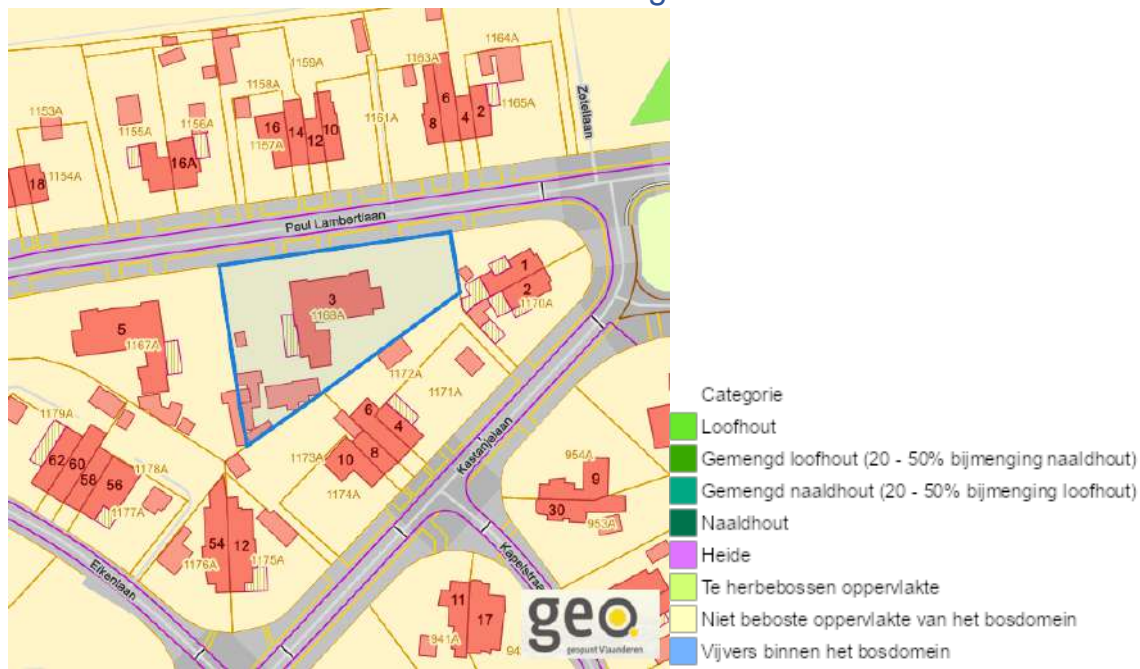 1164A
1159A
1163A
1158A
6
1165A
1153A
1155A
1156A
1161A
Zotellaan
16
14
12
10
8
4
2
1157A
16A
18
1154A
Paul Lambertlaan
1
2
1170A
3
1168A
5
1167A
1172A
1171A
1179A
6
4
62
60
58
56
1178A
1173A
10
8
Kastanjelaan
1177A
1174A
954A
9
54
12
30
953A
1176A
1175A
Eikenlaan
Kapelstraa
11
17
941A
geo
geopunt Vlaanderen
Categorie
Loofhout
Gemengd loofhout (20 - 50% bijmenging naaldhout)
Gemengd naaldhout (20 - 50% bijmenging loofhout)
Naaldhout
Heide
Te herbebossen oppervlakte
Niet beboste oppervlakte van het bosdomein
Vijvers binnen het bosdomein